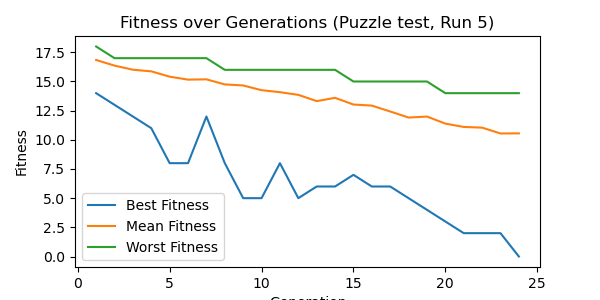 Fitness over Generations (Puzzle test, Run 5)
Fitness
17.5
15.0
12.5
10.0
7.5
5.0
2.5
0.0
Best Fitness
Mean Fitness
Worst Fitness
0 5 10 15 20 25
Generation